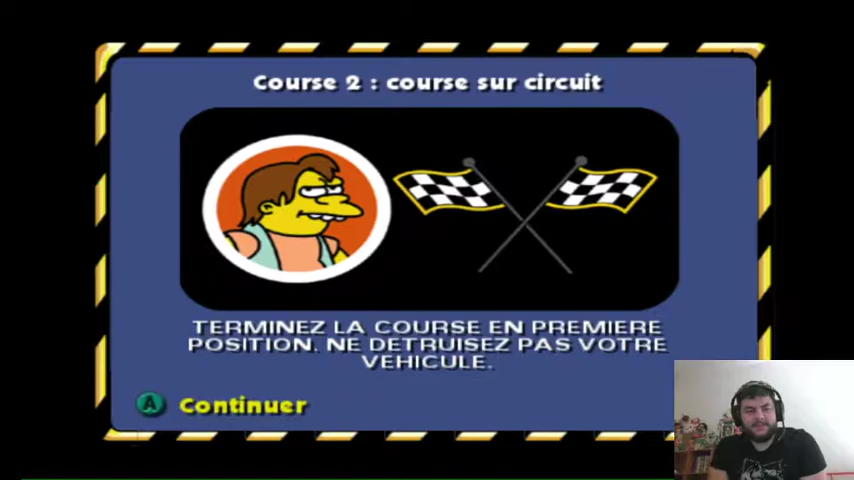 Course 2 : course sur circuit
TERMINEZ LA COURSE EN PREMIERE
POSITION. NE DETRUISEZ PAS VOTRE
VEHICULE.
A Continuer